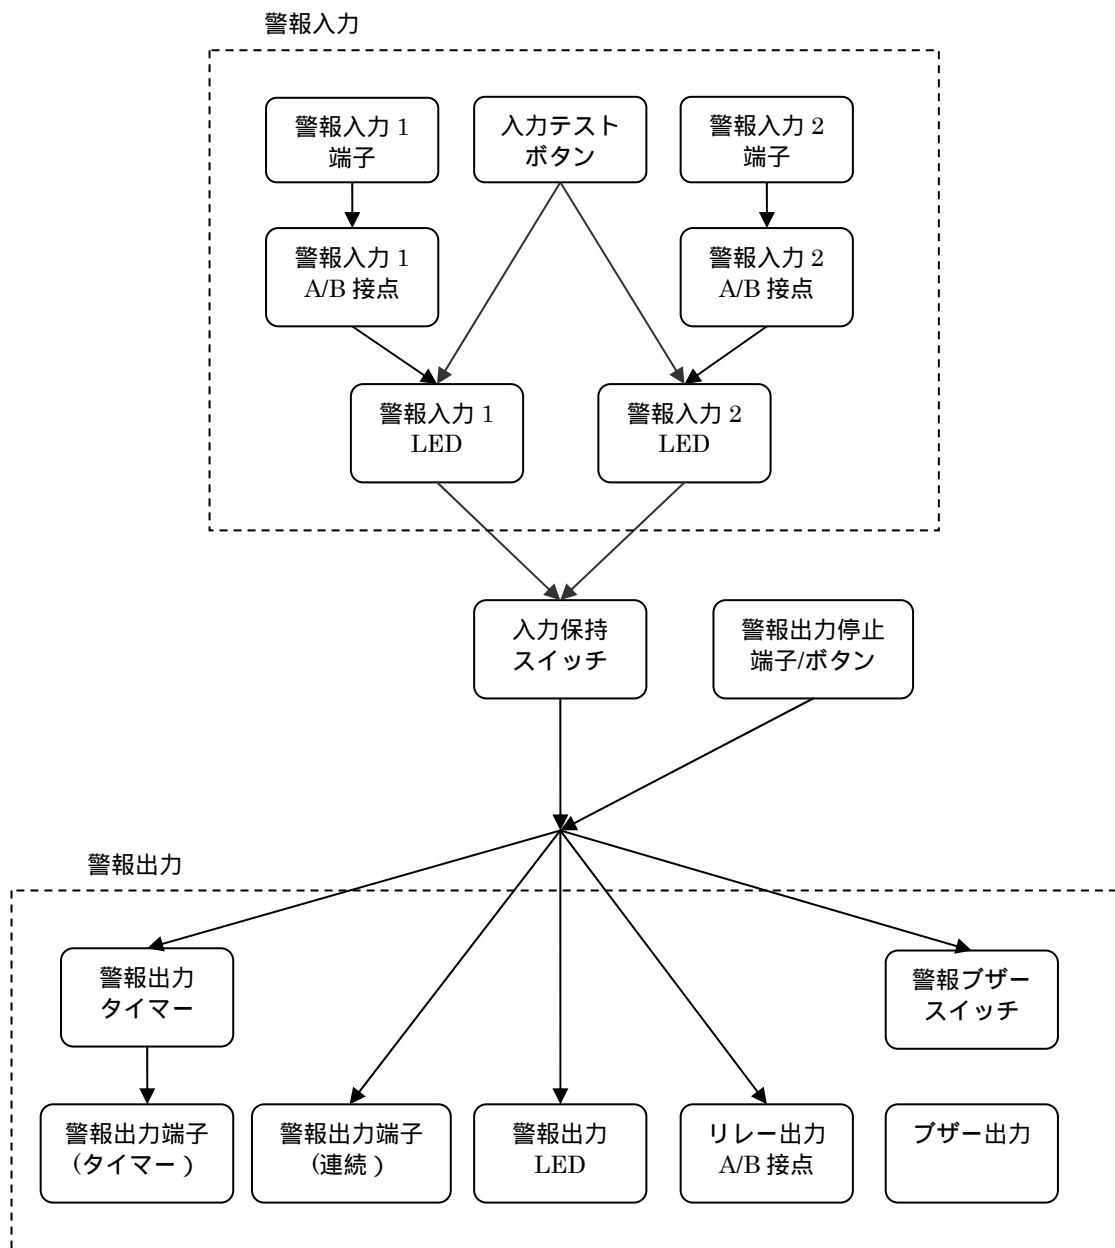 警報入力
警報入力 1
端子
入力テスト
ボタン
警報入力 2
端子
警報入力 1
A/B 接点
警報入力 2
A/B 接点
警報入力 1
LED
警報入力 2
LED
入力保持
スイッチ
警報出力停止
端子/ボタン
警報出力
警報出力
タイマー
警報ブザー
スイッチ
警報出力端子
(タイマー)
警報出力端子
(連続)
警報出力
LED
リレー出力
A/B 接点
ブザー出力